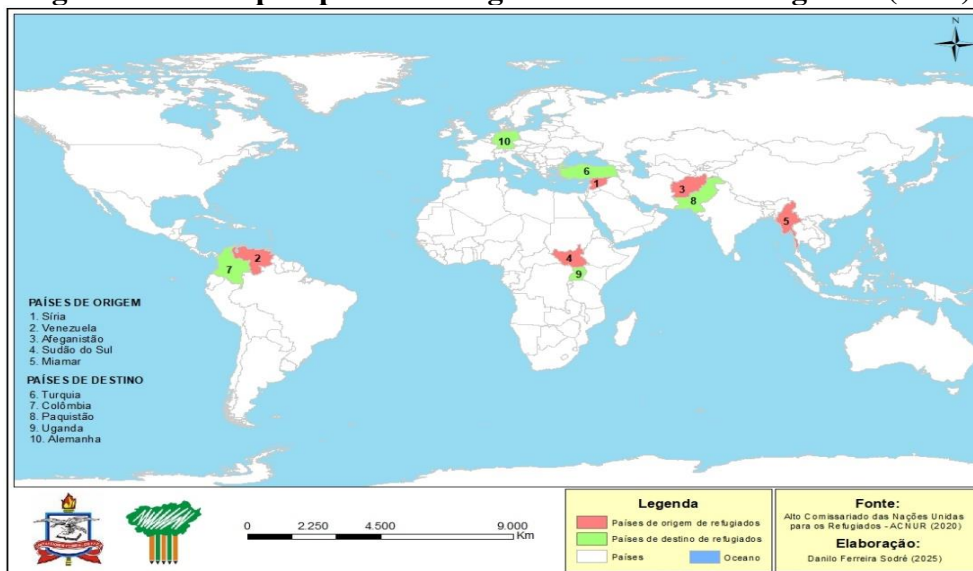 N
10
6
1
3
8
5
2
7
4
9
PAÍSES DE ORIGEM
1. Síria
2. Venezuela
3. Afeganistão
4. Sudão do Sul
5. Miamar
PAÍSES DE DESTINO
6. Turquia
7. Colômbia
8. Paquistão
9. Uganda
10. Alemanha
0 2.250 4.500 9.000
Km
Legenda
Países de origem de refugiados
Países de destino de refugiados
Países Oceano
Fonte:
Alto Comissariado das Nações Unidas
para os Refugiados - ACNUR (2020)
Elaboração:
Danilo Ferreira Sodré (2025)